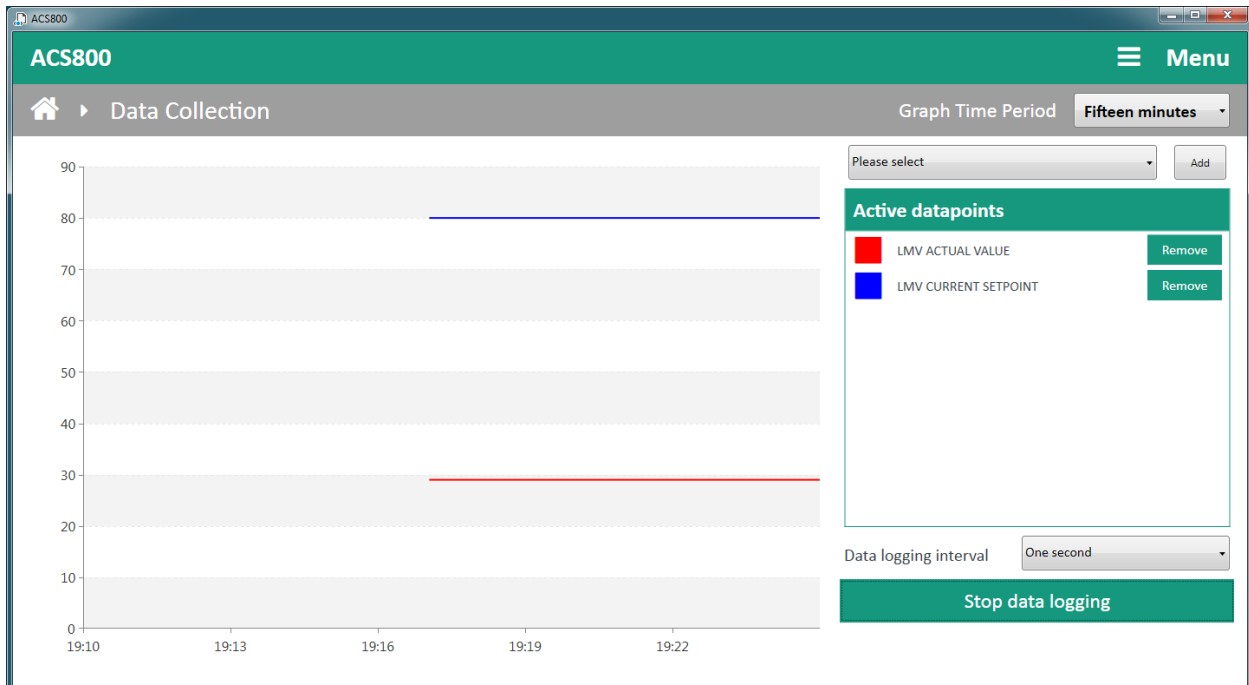 ACS800
ACS800
Menu
Data Collection
Graph Time Period
Fifteen minutes
Please select
Add
Active datapoints
LMV ACTUAL VALUE
Remove
LMV CURRENT SETPOINT
Remove
Data logging interval
One second
Stop data logging
90
80
70
60
50
40
30
20
10
0
19:10 19:13 19:16 19:19 19:22